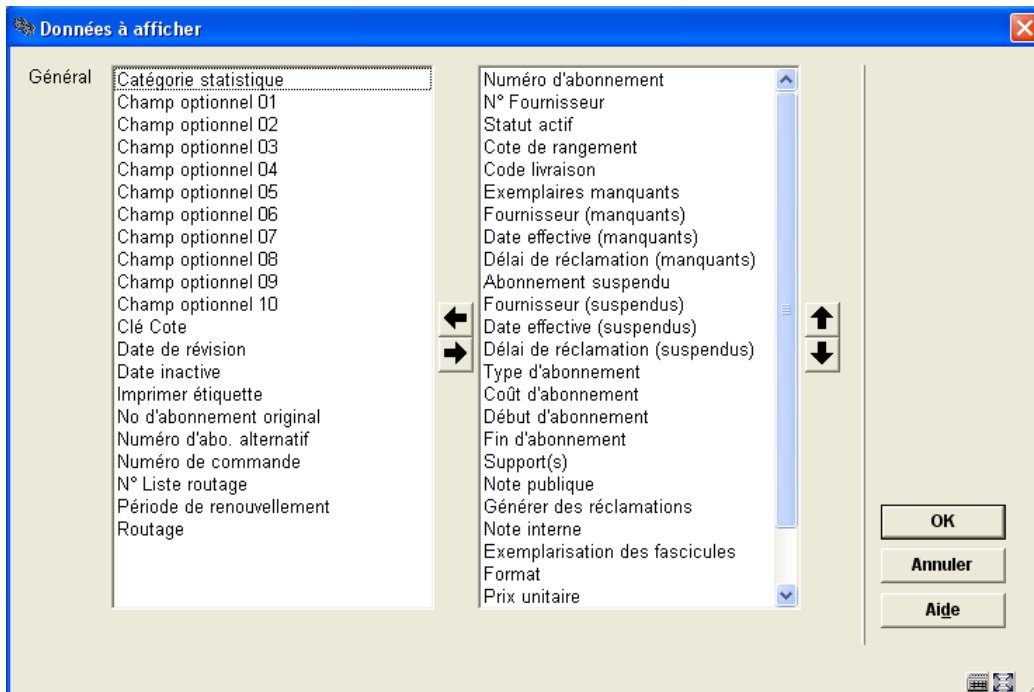 Données à afficher
Général
Catégorie statistique
Champ optionnel 01
Champ optionnel 02
Champ optionnel 03
Champ optionnel 04
Champ optionnel 05
Champ optionnel 06
Champ optionnel 07
Champ optionnel 08
Champ optionnel 09
Champ optionnel 10
Clé Cote
Date de révision
Date inactive
Imprimer étiquette
No d'abonnement original
Numéro d'abo. alternatif
Numéro de commande
N° Liste routage
Période de renouvellement
Routage
Numéro d'abonnement
N° Fournisseur
Statut actif
Cote de rangement
Code livraison
Exemplaires manquants
Fournisseur (manquants)
Date effective (manquants)
Délai de réclamation (manquants)
Abonnement suspendu
Fournisseur (suspendus)
Date effective (suspendus)
Délai de réclamation (suspendus)
Type d'abonnement
Coût d'abonnement
Début d'abonnement
Fin d'abonnement
Support(s)
Note publique
Générer des réclamations
Note interne
Exemplarisation des fascicules
Format
Prix unitaire
OK
Annuler
Aide